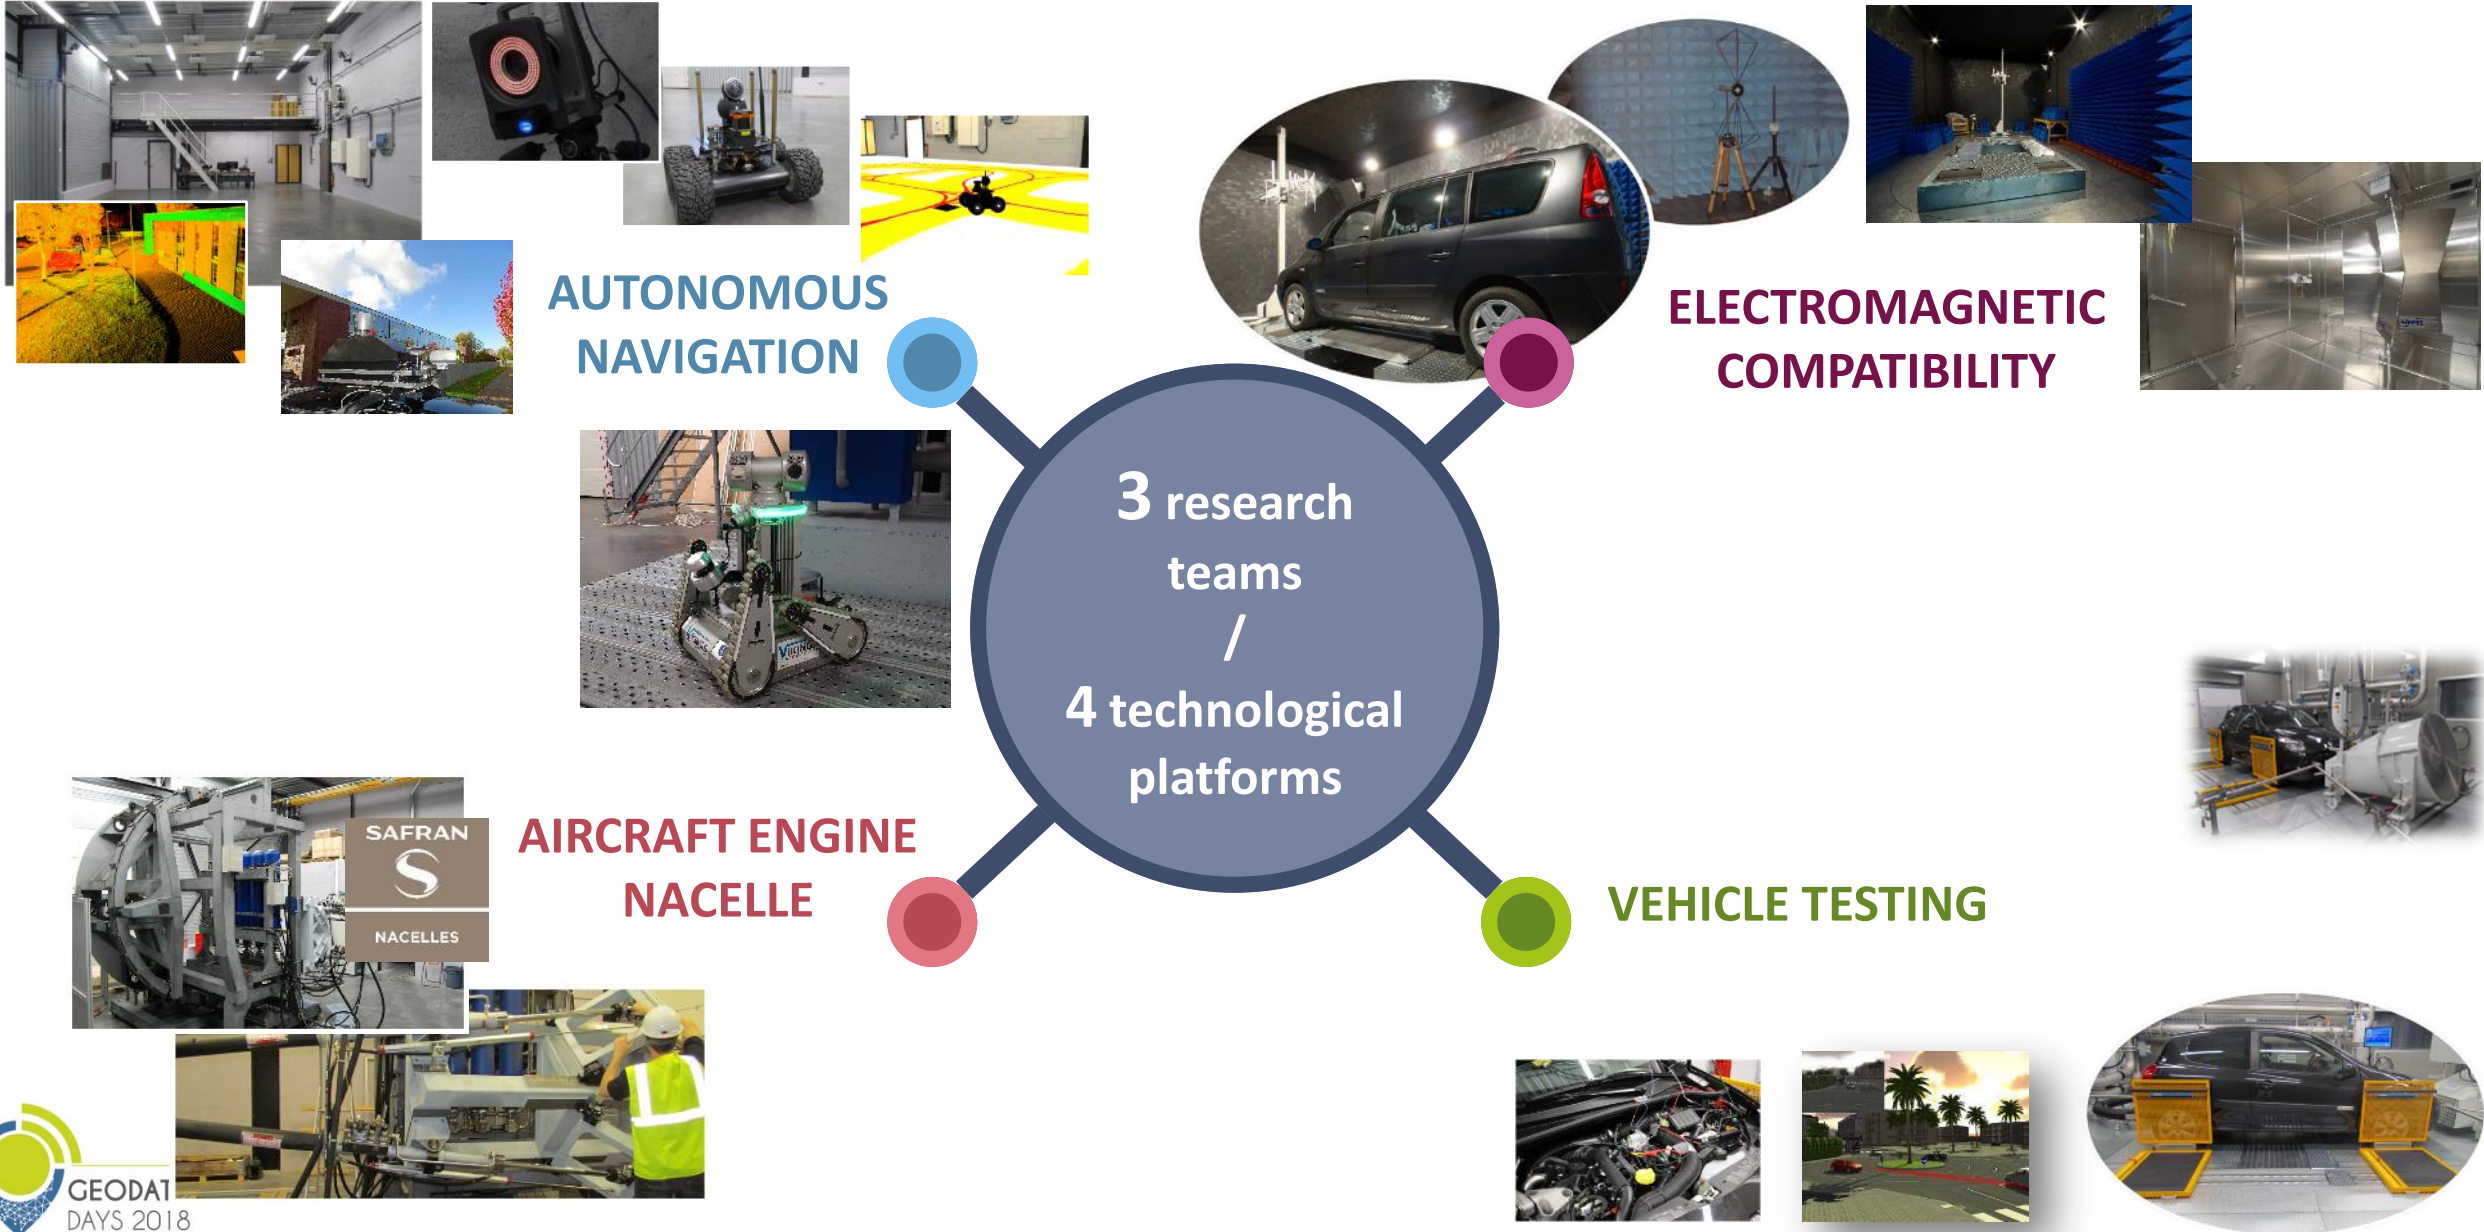 AUTONOMOUS
NAVIGATION
ELECTROMAGNETIC
COMPATIBILITY
3 research
teams
/
4 technological
platforms
VIKING
SAFRAN
S
NACELLES
AIRCRAFT ENGINE
NACELLE
VEHICLE TESTING
GEODAT
DAYS 2018